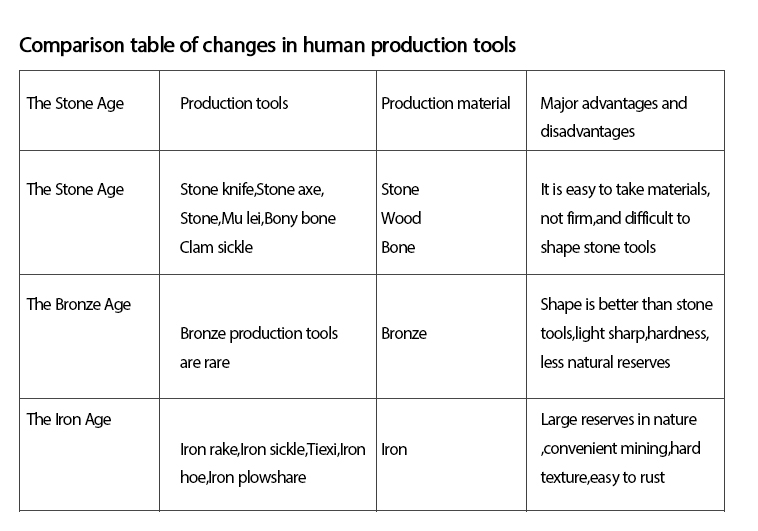 Comparison table of changes in human production tools
The Stone Age
Production tools
Production material
Major advantages and
disadvantages
The Stone Age
Stone knife,Stone axe,
Stone,Mu lei,Bony bone
Clam sickle
Stone
Wood
Bone
It is easy to take materials,
not firm,and difficult to
shape stone tools
The Bronze Age
Bronze production tools
are rare
Bronze
Shape is better than stone
tools,light sharp,hardness,
less natural reserves
The Iron Age
Iron rake,Iron sickle,Tiexi,Iron
hoe,Iron plowshare
Iron
Large reserves in nature
,convenient mining,hard
texture,easy to rust